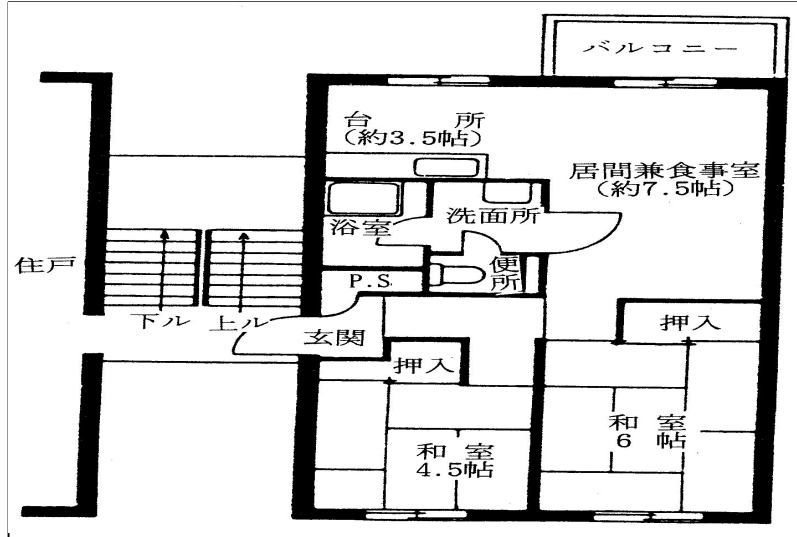 バルコニー
台所
(約3.5帖)
居間兼食事室
(約7.5帖)
洗面所
浴室
便所
P.S
住戸
下ル
上ル
玄関
押入
押入
和室
4.5帖
和室
6帖